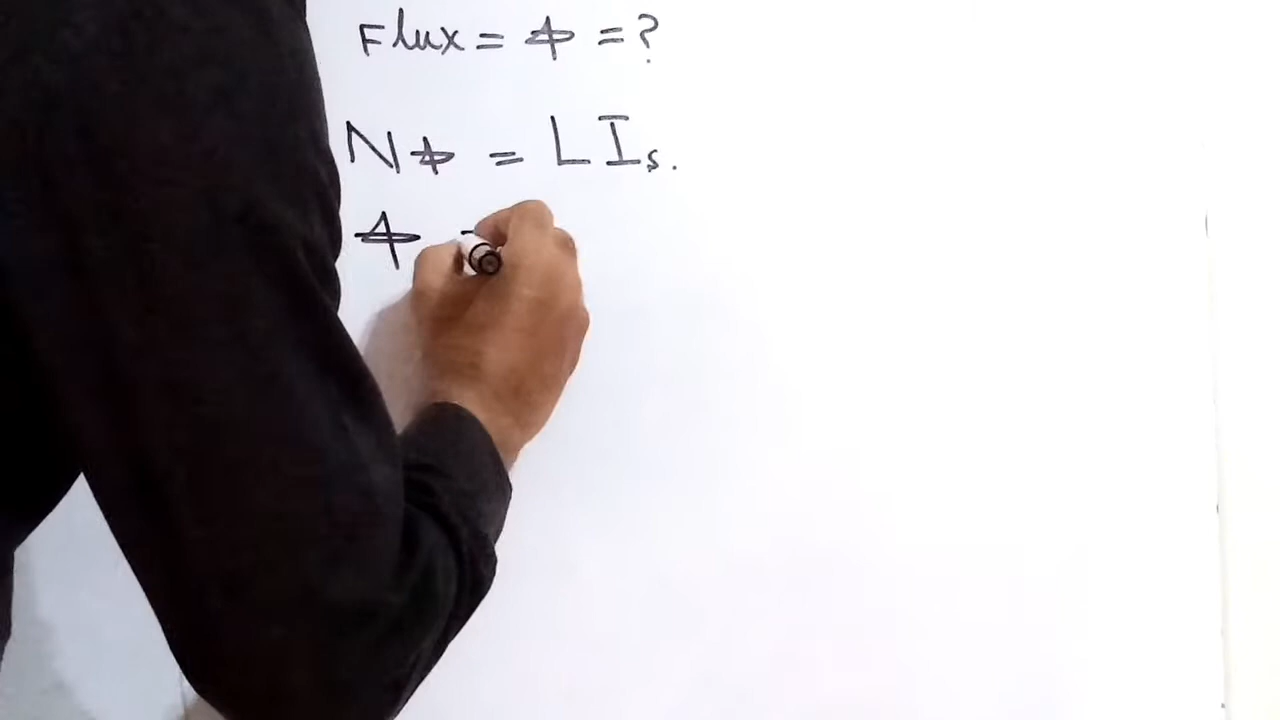 Flux = Φ = ?
NΦ = LIs.
Φ